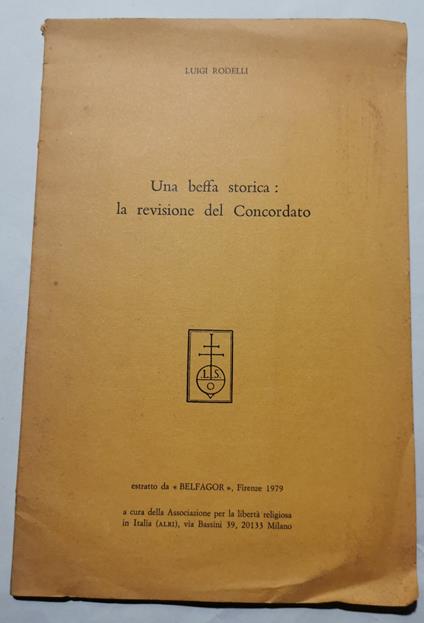 LUIGI RODELLI
Una beffa storica :
la revisione del Concordato
L. S.
estratto da « BELFAGOR », Firenze 1979
a cura della Associazione per la libertà religiosa
in Italia (ALRI), via Bassini 39, 20133 Milano